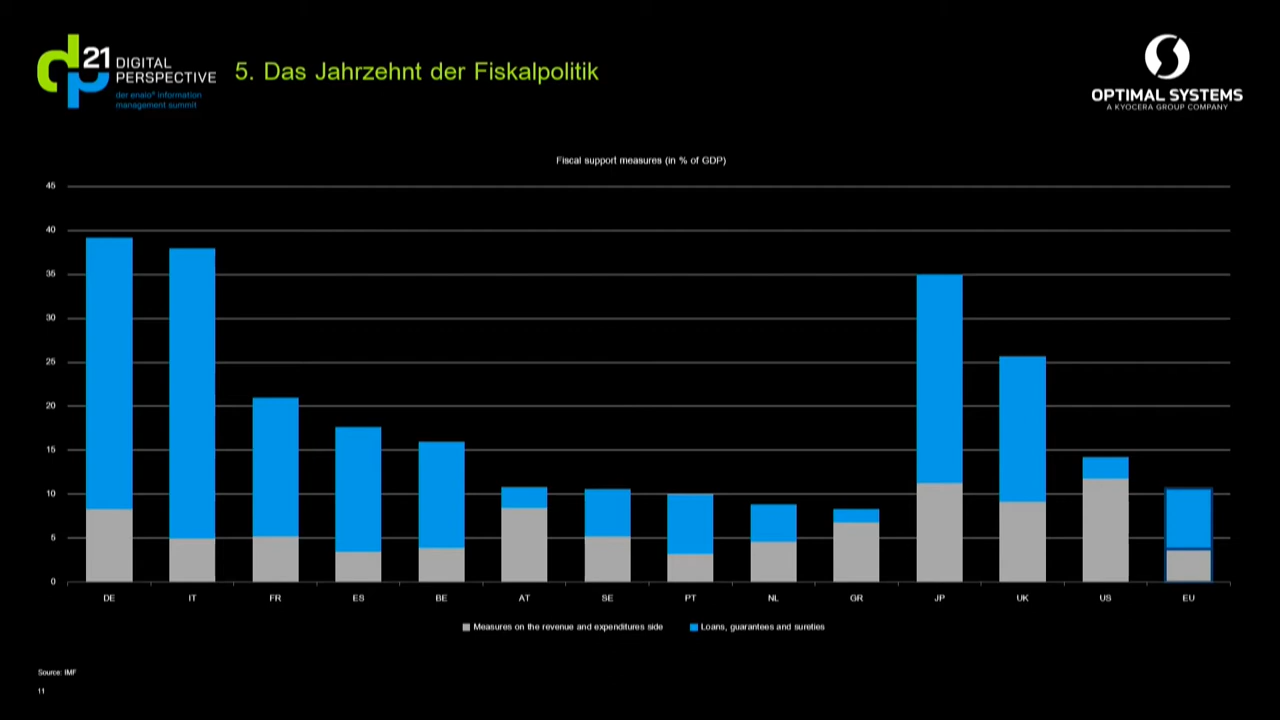 21
DIGITAL
PERSPECTIVE
der enaio® information
management summit
5. Das Jahrzehnt der Fiskalpolitik
OPTIMAL SYSTEMS
A KYOCERA GROUP COMPANY
Fiscal support measures (in % of GDP)
45
40
35
30
25
20
15
10
5
0
DE IT FR ES BE AT SE PT NL GR JP UK US EU
Measures on the revenue and expenditures side Loans, guarantees and sureties
Source: IMF
11